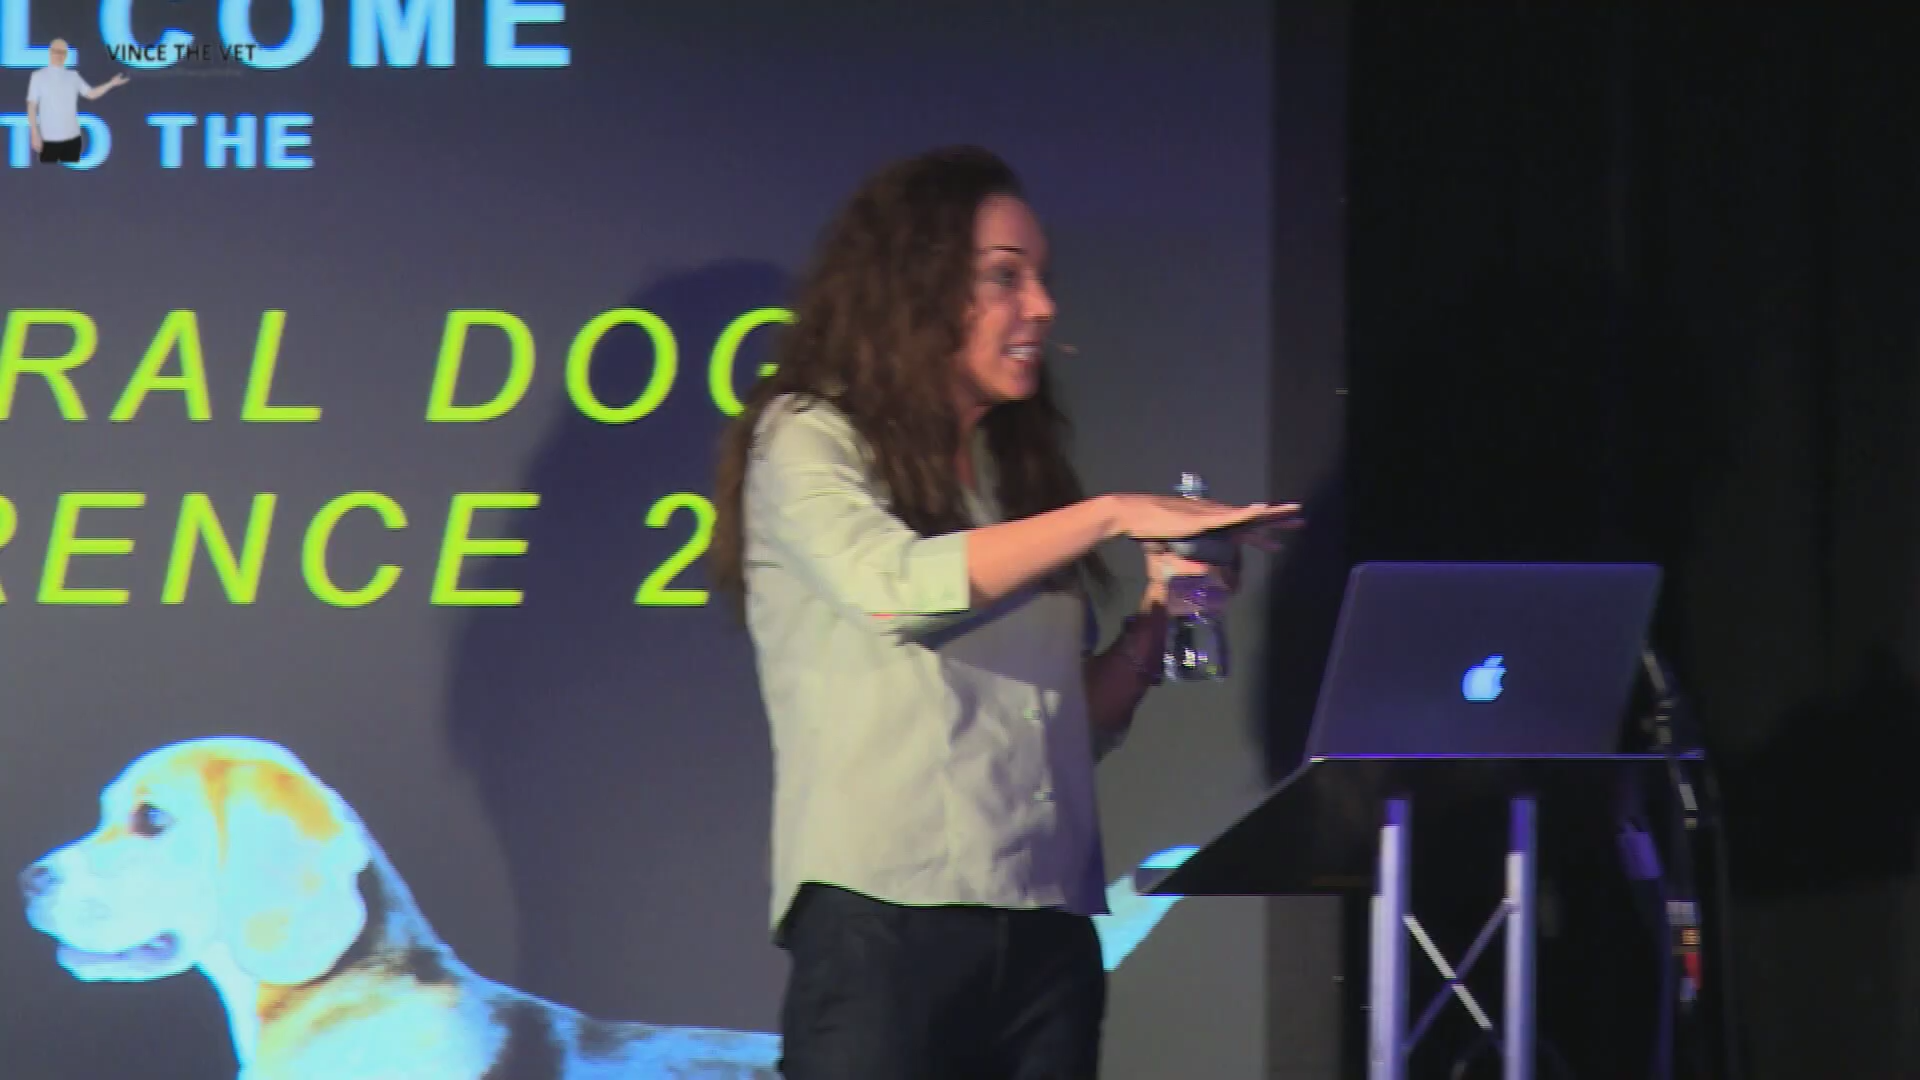 LCOME
VINCE THE VET
TO THE
RAL DOG
RENCE 2